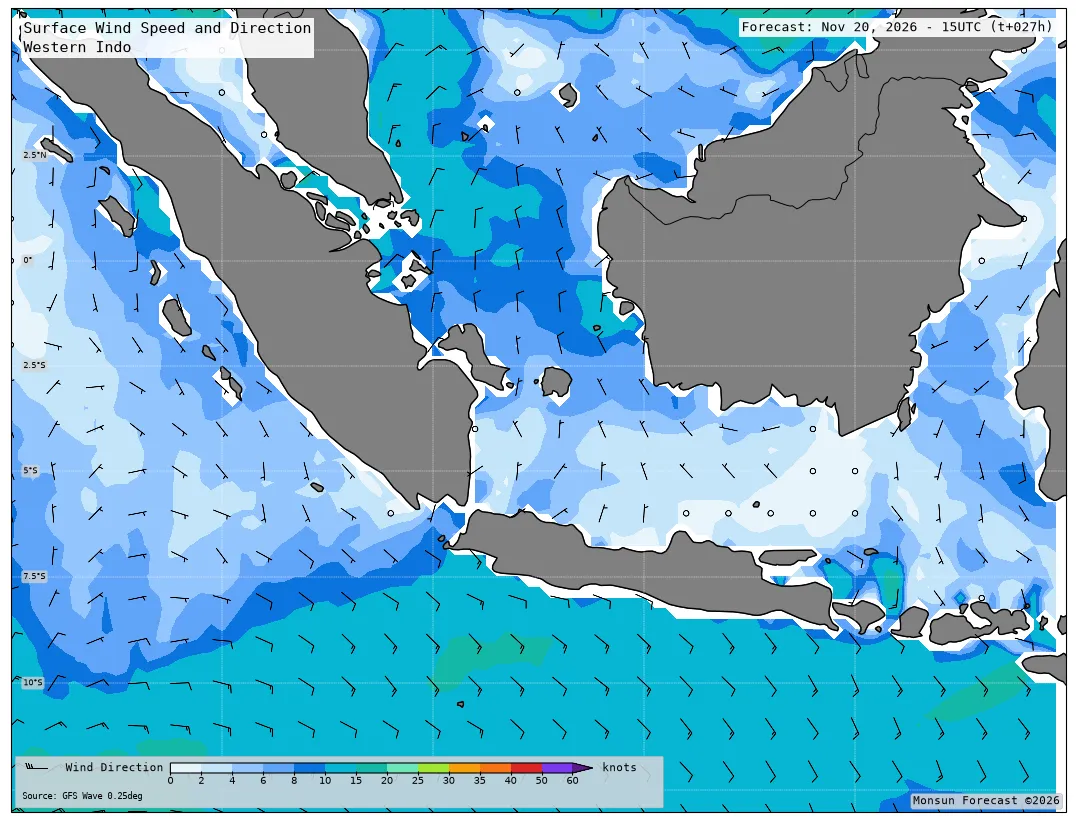 Surface Wind Speed and Direction
Western Indo
Forecast: Nov 20, 2026 - 15UTC (t+027h)
2.5°N
0°
2.5°S
5°S
7.5°S
10°S
Wind Direction
0 2 4 6 8 10 15 20 25 30 35 40 50 60
knots
Source: GFS Wave 0.25deg
Monsun Forecast ©2026